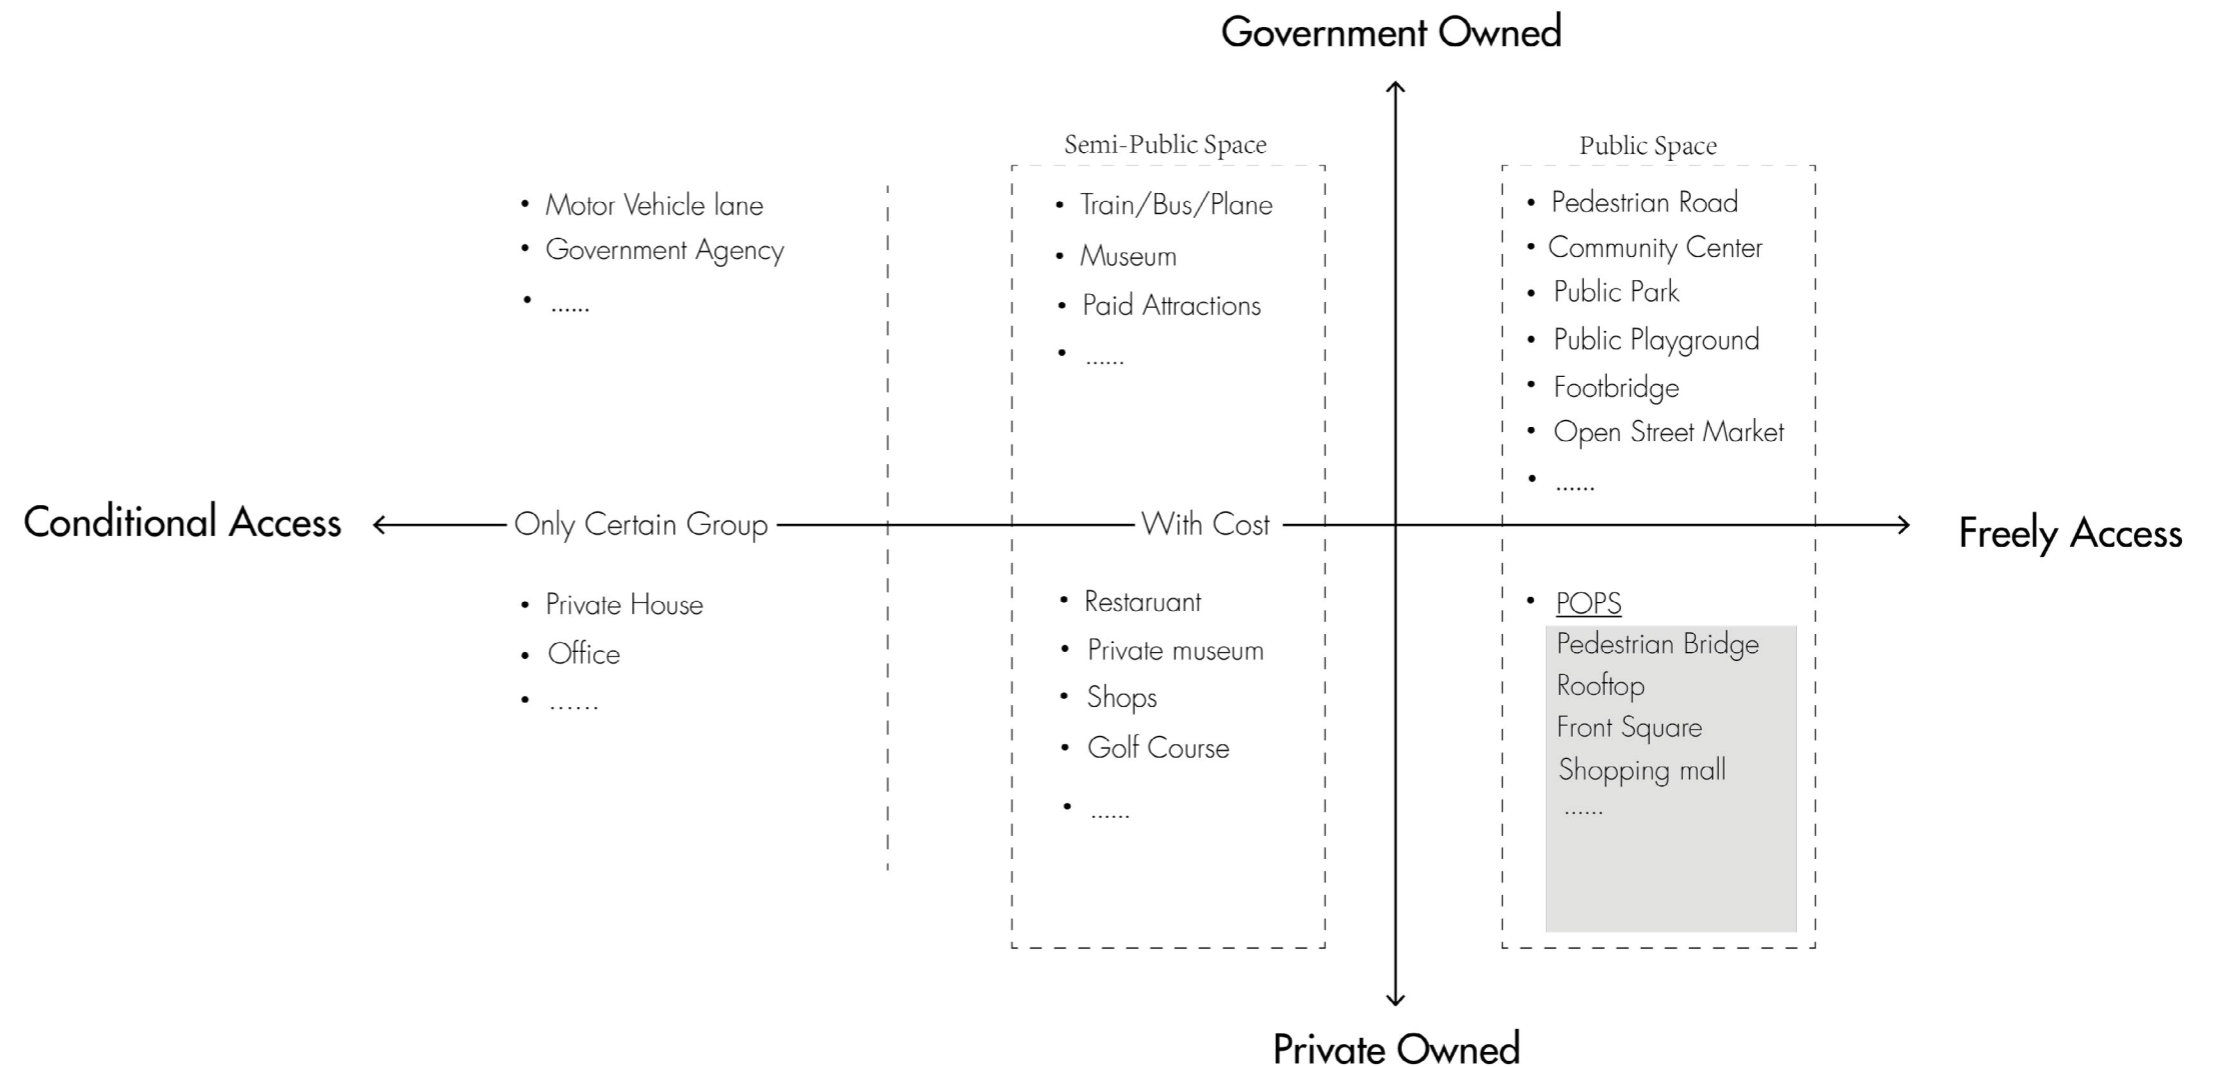 Government Owned
Semi-Public Space
Public Space
• Motor Vehicle lane
• Government Agency
• ......
• Train/Bus/Plane
• Museum
• Paid Attractions
• ......
• Pedestrian Road
• Community Center
• Public Park
• Public Playground
• Footbridge
• Open Street Market
• ......
Conditional Access
Only Certain Group
With Cost
Freely Access
• Private House
• Office
• ......
• Restaruant
• Private museum
• Shops
• Golf Course
• ......
• POPS
Pedestrian Bridge
Rooftop
Front Square
Shopping mall
......
Private Owned